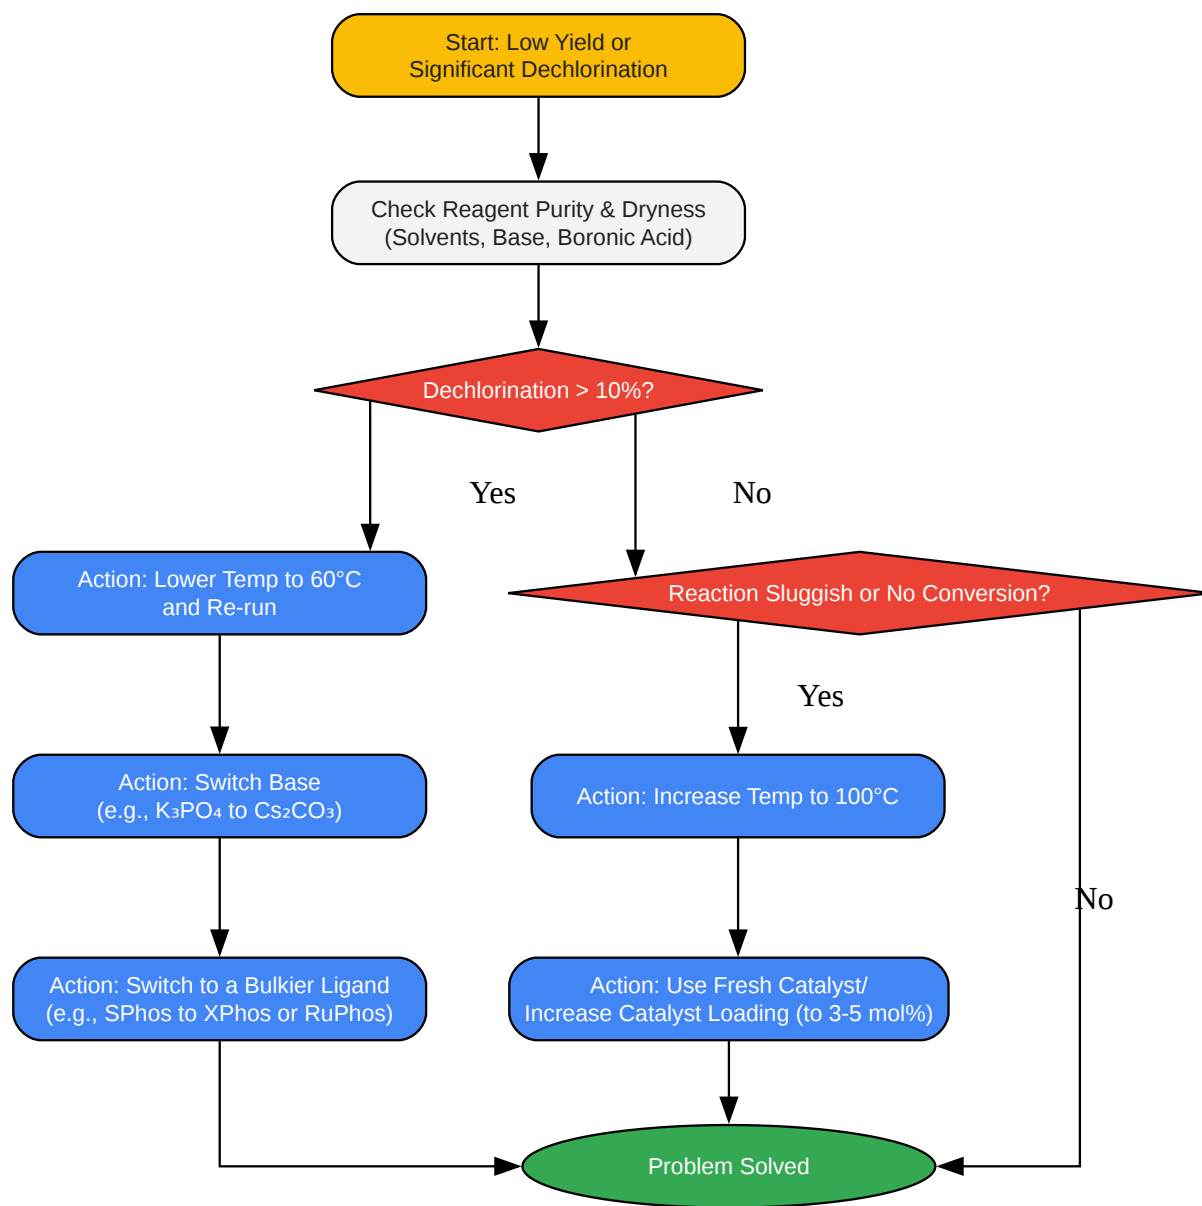 Start: Low Yield or
Significant Dechlorination
Check Reagent Purity & Dryness
(Solvents, Base, Boronic Acid)
Dechlorination > 10%?
Yes
No
Action: Lower Temp to 60°C
and Re-run
Reaction Sluggish or No Conversion?
Yes
Action: Switch Base
(e.g., K₃PO₄ to Cs₂CO₃)
Action: Increase Temp to 100°C
No
Action: Switch to a Bulkier Ligand
(e.g., SPhos to XPhos or RuPhos)
Action: Use Fresh Catalyst/
Increase Catalyst Loading (to 3-5 mol%)
Problem Solved